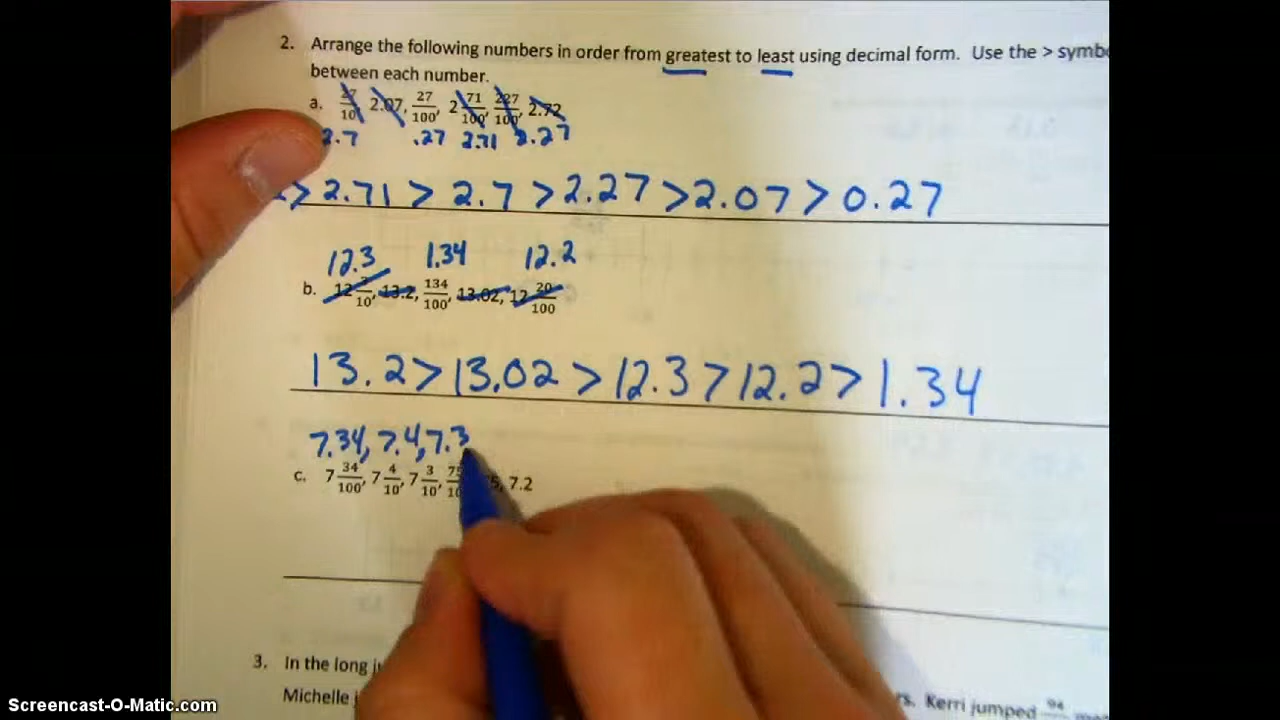 2. Arrange the following numbers in order from greatest to least using decimal form. Use the > symb
between each number.
a. 27/10, 2.07, 27/100, 2 71/100, 227/100, 2.72
2.7 .27 2.71 2.27
> 2.71 > 2.7 > 2.27 > 2.07 > 0.27
12.3 1.34 12.2
b. 12 3/10, 13.2, 134/100, 13.02, 12 20/100
13.2 > 13.02 > 12.3 > 12.2 > 1.34
7.34, 7.4, 7.3
c. 7 34/100, 7 4/10, 7 3/10, 7.2
3. In the long
Michelle
Kerri jumped 94
Screencast-O-Matic.com